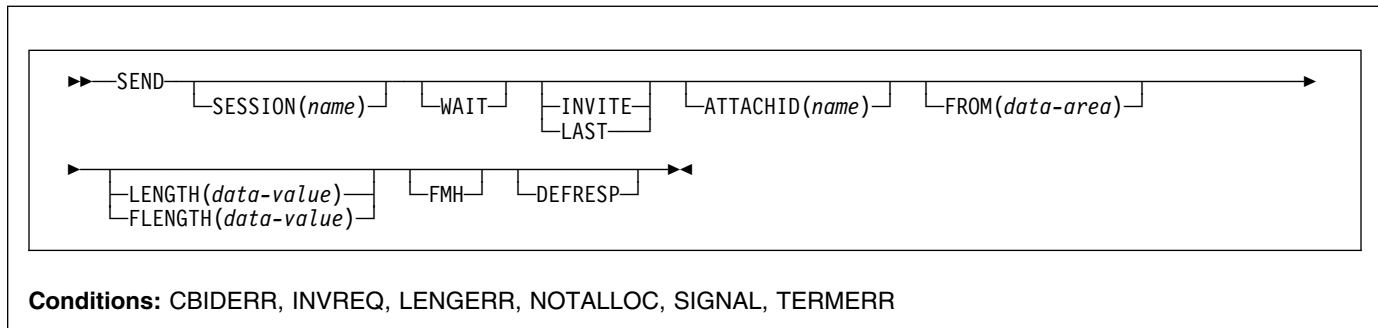 SEND SESSION(name) WAIT INVITE LAST ATTACHID(name) FROM(data-area)
LENGTH(data-value) FLENGTH(data-value) FMH DEFRESP
Conditions: CBIDERR, INVREQ, LENGERR, NOTALLOC, SIGNAL, TERMERR